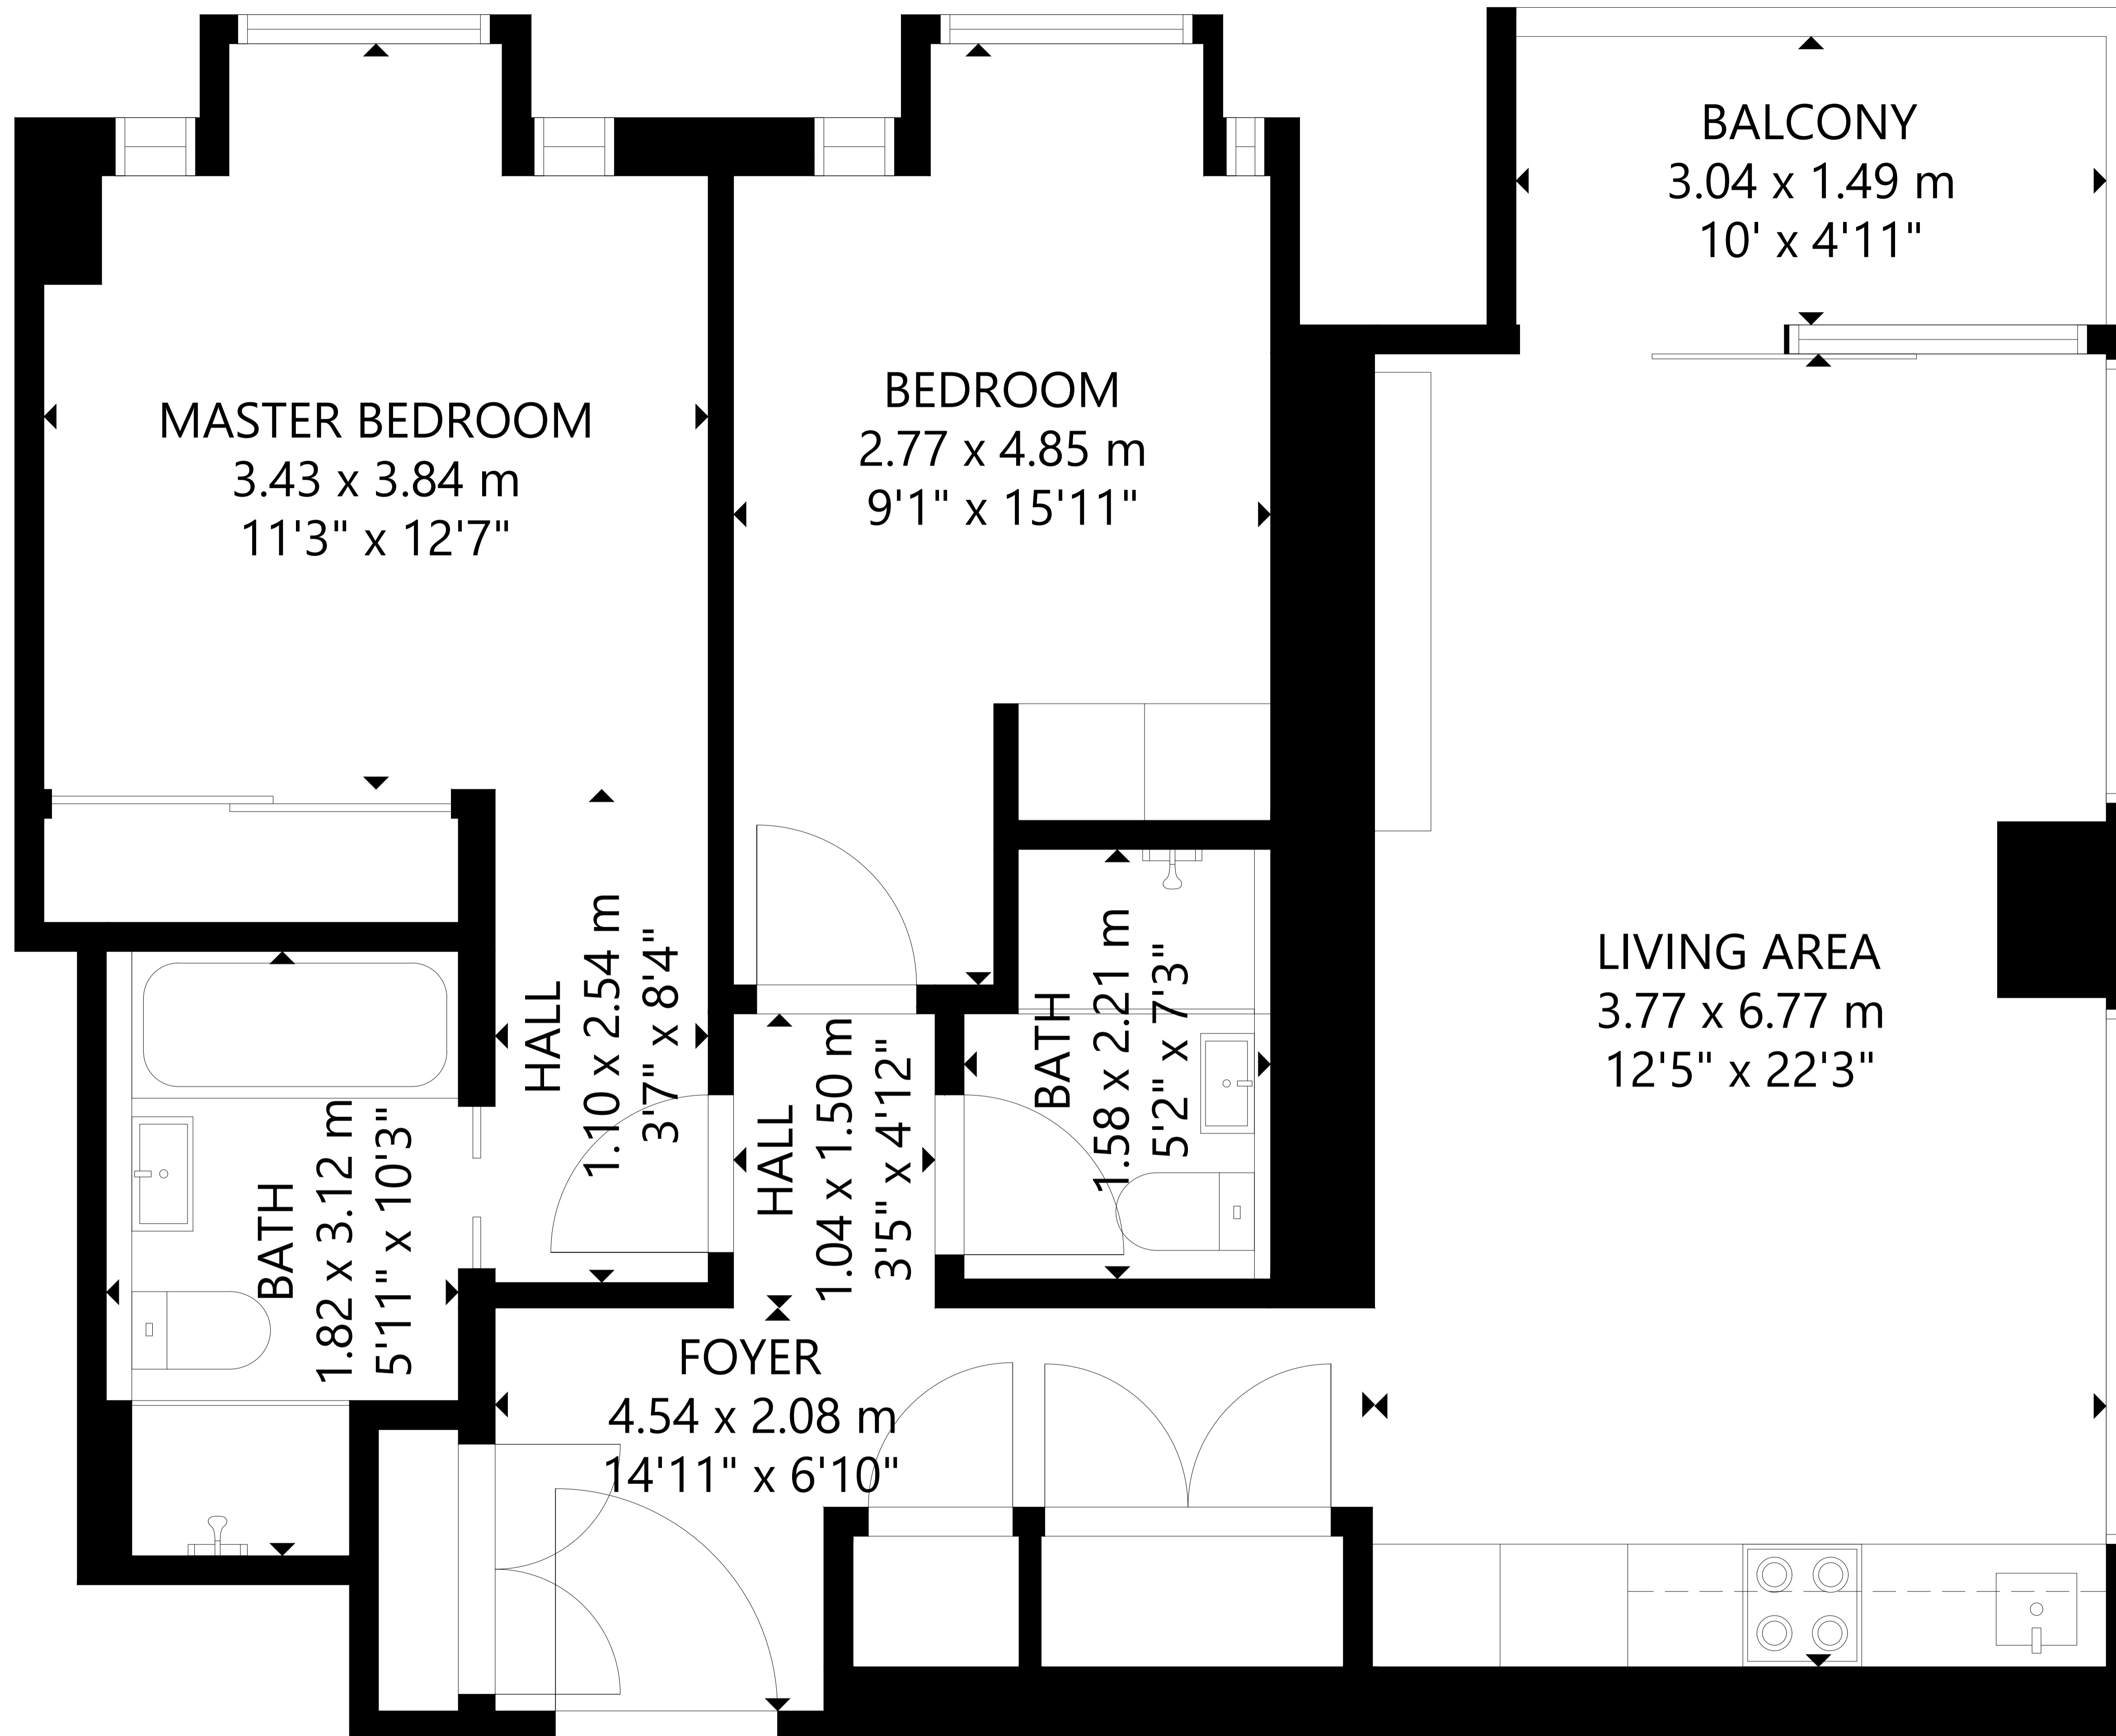 BALCONY
3.04 x 1.49 m
10' x 4'11"
MASTER BEDROOM
3.43 x 3.84 m
11'3" x 12'7"
BEDROOM
2.77 x 4.85 m
9'1" x 15'11"
LIVING AREA
3.77 x 6.77 m
12'5" x 22'3"
HALL
1.10 x 2.54 m
3'7" x 8'4"
HALL
1.04 x 1.50 m
3'5" x 4'12"
BATH
1.58 x 2.21 m
5'2" x 7'3"
BATH
1.82 x 3.12 m
5'11" x 10'3"
FOYER
4.54 x 2.08 m
14'11" x 6'10"